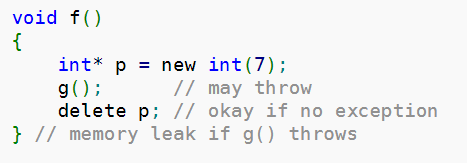 void f()
{
    int* p = new int(7);
    g();      // may throw
    delete p; // okay if no exception
} // memory leak if g() throws